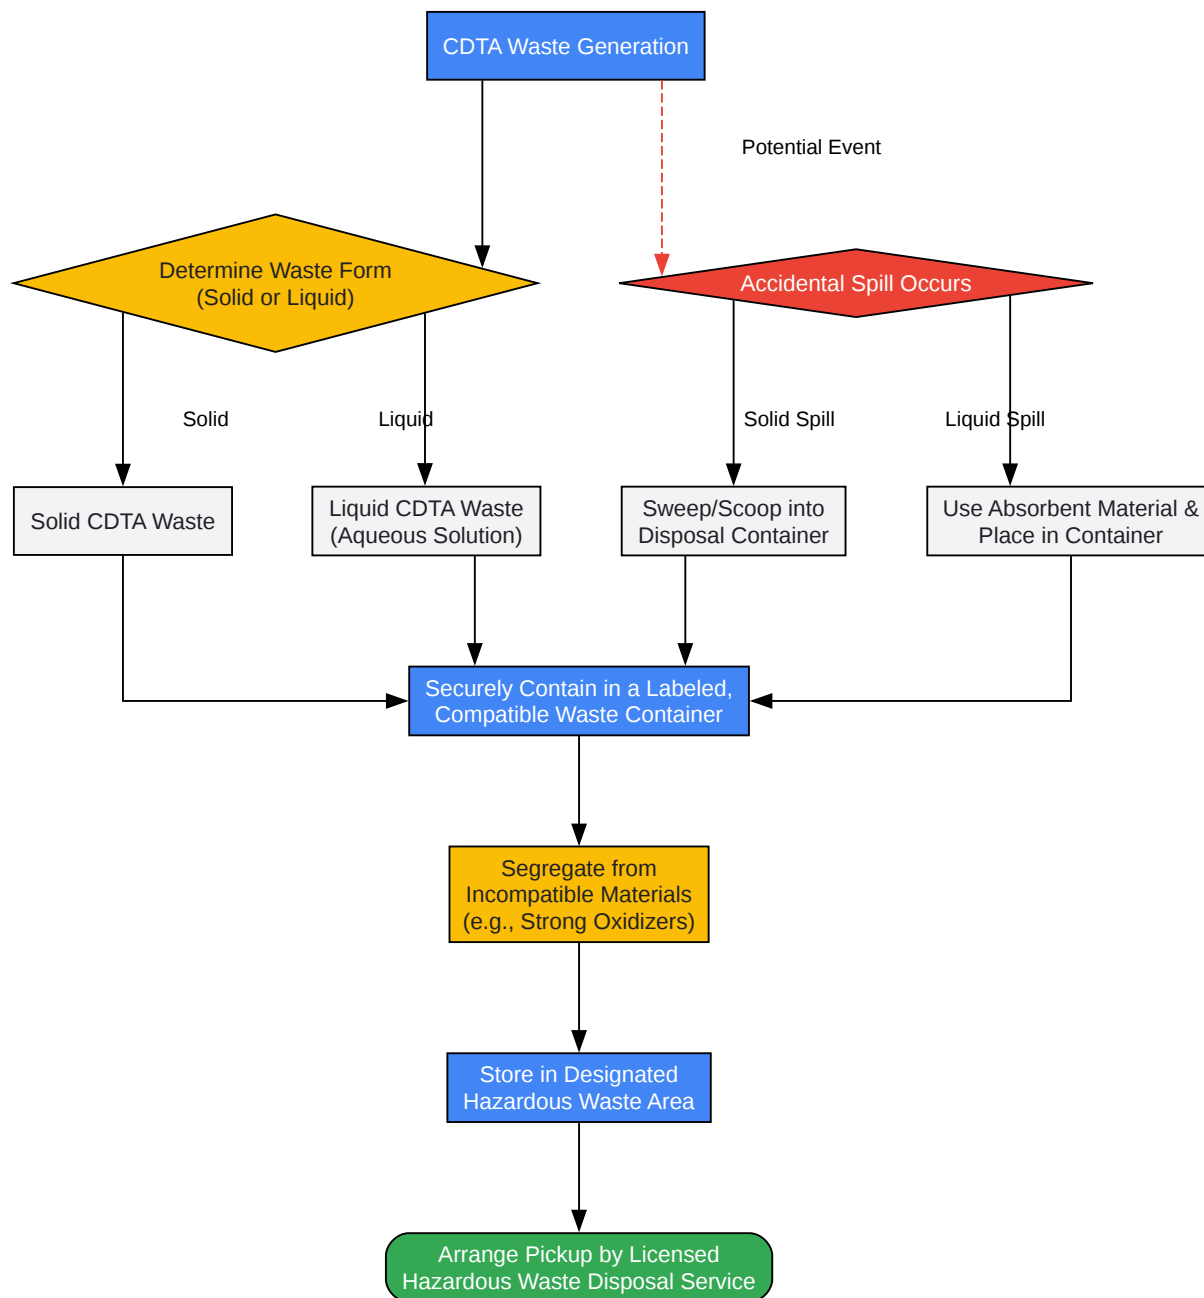 CDTA Waste Generation
Potential Event
Determine Waste Form
(Solid or Liquid)
Accidental Spill Occurs
Solid
Liquid
Solid Spill
Liquid Spill
Solid CDTA Waste
Liquid CDTA Waste
(Aqueous Solution)
Sweep/Scoop into
Disposal Container
Use Absorbent Material &
Place in Container
Securely Contain in a Labeled,
Compatible Waste Container
Segregate from
Incompatible Materials
(e.g., Strong Oxidizers)
Store in Designated
Hazardous Waste Area
Arrange Pickup by Licensed
Hazardous Waste Disposal Service